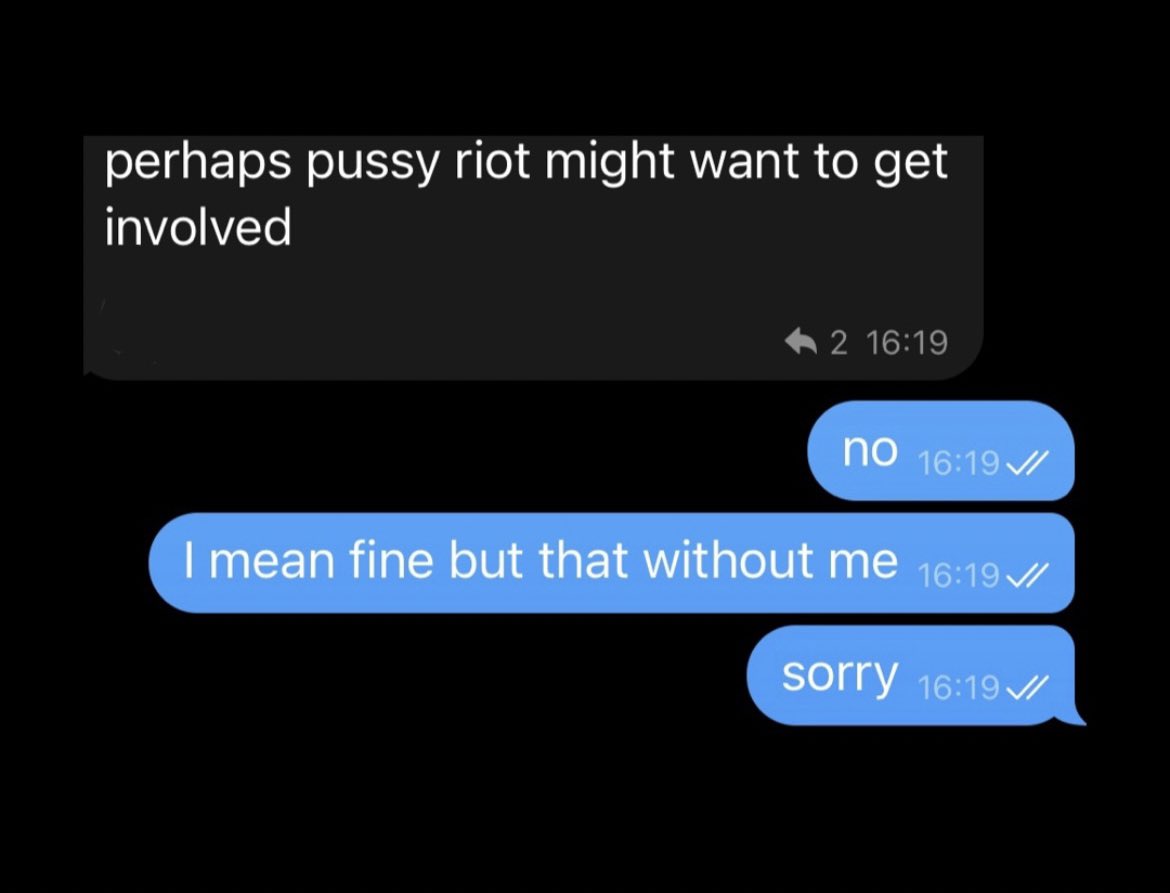 perhaps pussy riot might want to get
involved
2 16:19
no 16:19
I mean fine but that without me 16:19
sorry 16:19